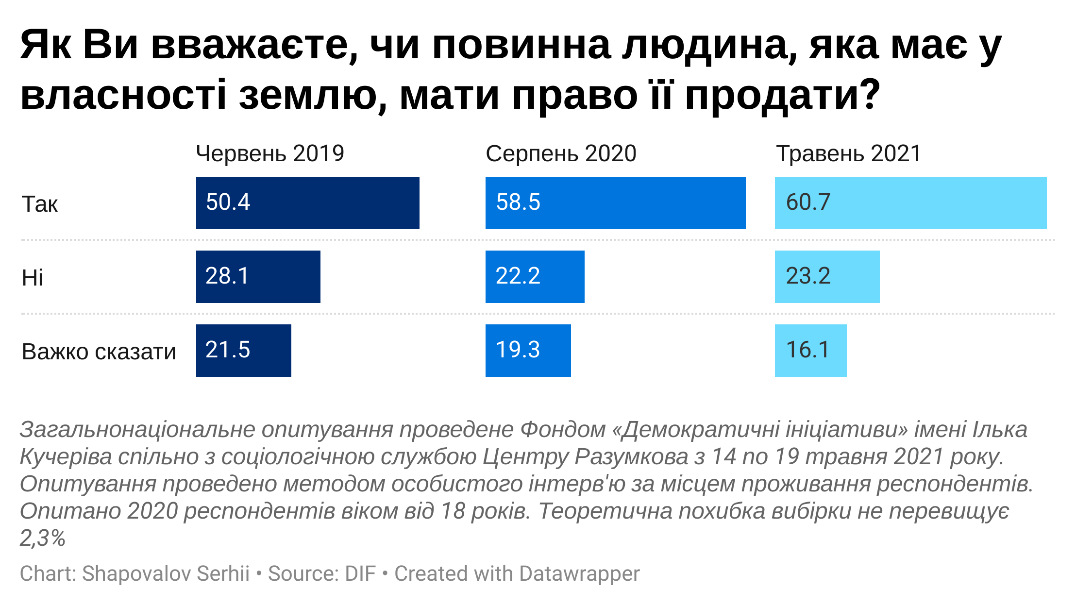 Як Ви вважаєте, чи повинна людина, яка має у
власності землю, мати право її продати?
Червень 2019 Серпень 2020 Травень 2021
Так 50.4 58.5 60.7
Ні 28.1 22.2 23.2
Важко сказати 21.5 19.3 16.1
Загальнонаціональне опитування проведене Фондом «Демократичні ініціативи» імені Ілька
Кучеріва спільно з соціологічною службою Центру Разумкова з 14 по 19 травня 2021 року.
Опитування проведено методом особистого інтерв'ю за місцем проживання респондентів.
Опитано 2020 респондентів віком від 18 років. Теоретична похибка вибірки не перевищує
2,3%
Chart: Shapovalov Serhii • Source: DIF • Created with Datawrapper